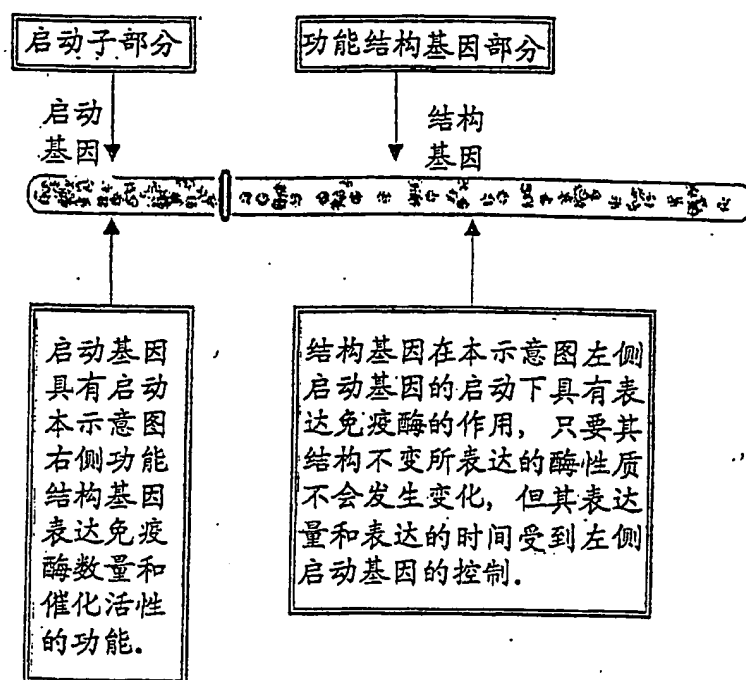 启动子部分
功能结构基因部分
启动
基因
结构
基因
启动基因
具有启动
本示意图
右侧功能
结构基因
表达免疫
酶数量和
催化活性
的功能.
结构基因在本示意图左侧
启动基因的启动下具有表
达免疫酶的作用, 只要其
结构不变所表达的酶性质
不会发生变化, 但其表达
量和表达的时间受到左侧
启动基因的控制.